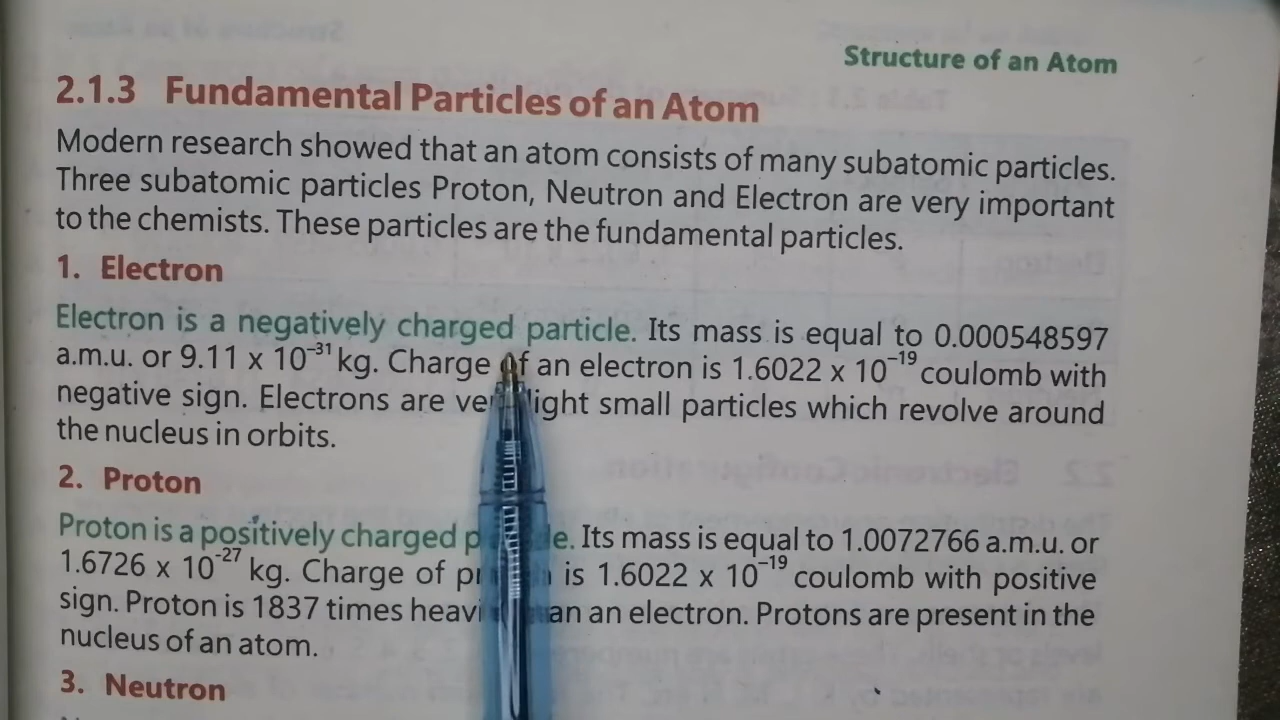 Structure of an Atom
2.1.3 Fundamental Particles of an Atom
Modern research showed that an atom consists of many subatomic particles.
Three subatomic particles Proton, Neutron and Electron are very important
to the chemists. These particles are the fundamental particles.
1. Electron
Electron is a negatively charged particle. Its mass is equal to 0.000548597
a.m.u. or 9.11 x 10⁻³¹ kg. Charge of an electron is 1.6022 x 10⁻¹⁹ coulomb with
negative sign. Electrons are very light small particles which revolve around
the nucleus in orbits.
2. Proton
Proton is a positively charged particle. Its mass is equal to 1.0072766 a.m.u. or
1.6726 x 10⁻²⁷ kg. Charge of proton is 1.6022 x 10⁻¹⁹ coulomb with positive
sign. Proton is 1837 times heavier than an electron. Protons are present in the
nucleus of an atom.
3. Neutron